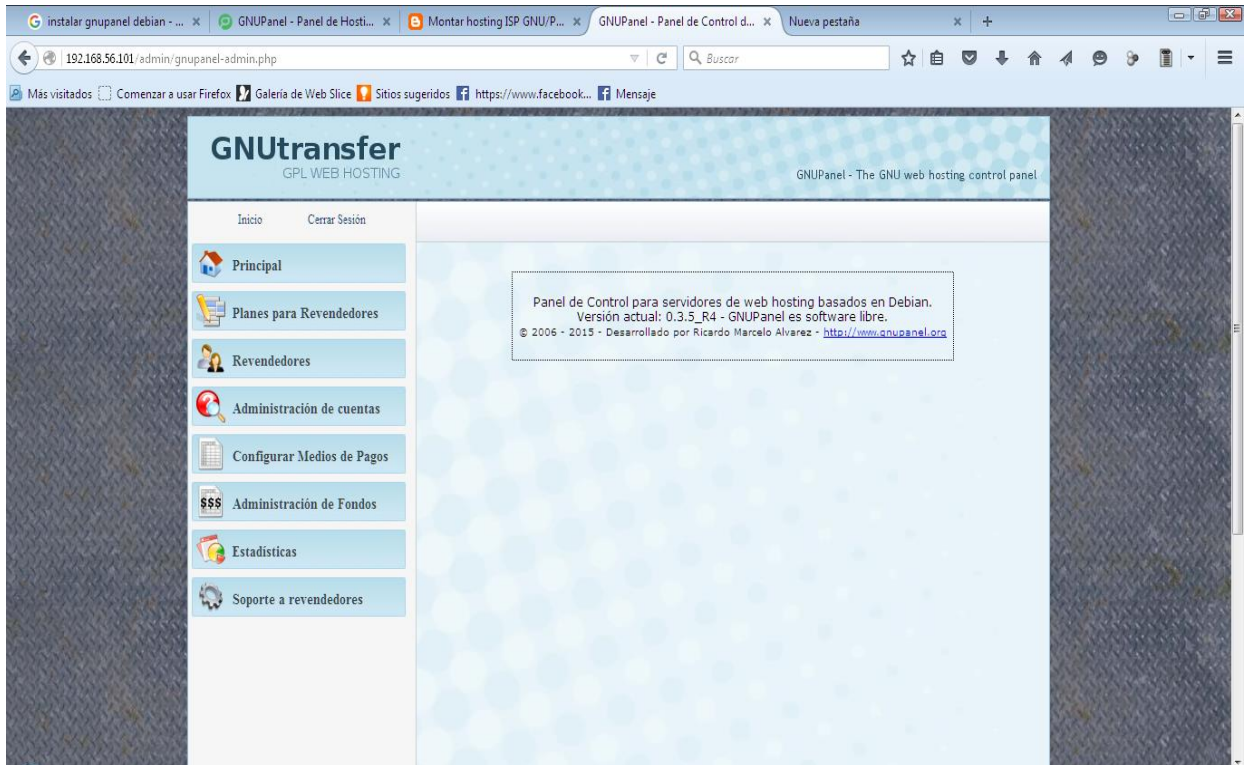 instalar gnupanel debian - ...
GNUPanel - Panel de Hosti...
Montar hosting ISP GNU/P...
GNUPanel - Panel de Control d...
Nueva pestaña
192.168.56.101/admin/gnupanel-admin.php
Buscar
Más visitados
Comenzar a usar Firefox
Galería de Web Slice
Sitios sugeridos
https://www.facebook...
Mensaje
GNUtransfer
GPL WEB HOSTING
GNUPanel - The GNU web hosting control panel
Inicio
Cerrar Sesión
Principal
Planes para Revendedores
Revendedores
Administración de cuentas
Configurar Medios de Pagos
$$$ Administración de Fondos
Estadísticas
Soporte a revendedores
Panel de Control para servidores de web hosting basados en Debian.
Versión actual: 0.3.5_R4 - GNUPanel es software libre.
© 2006 - 2015 - Desarrollado por Ricardo Marcelo Alvarez - http://www.gnupanel.org